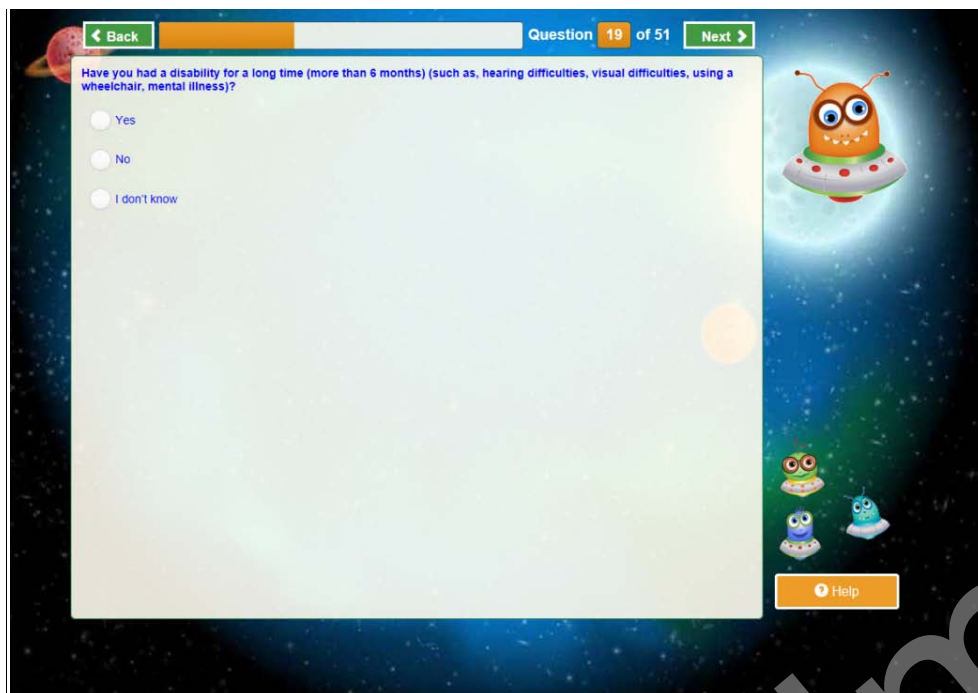 Back
Question 19 of 51
Next
Have you had a disability for a long time (more than 6 months) (such as, hearing difficulties, visual difficulties, using a
wheelchair, mental illness)?
Yes
No
I don't know
Help